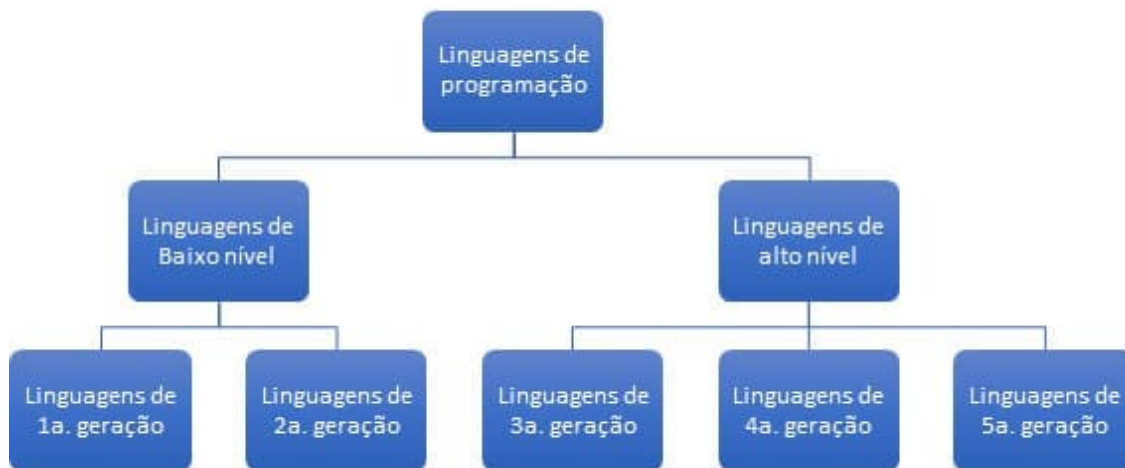 Linguagens de
programação
Linguagens de
Baixo nível
Linguagens de
alto nível
Linguagens de
1a. geração
Linguagens de
2a. geração
Linguagens de
3a. geração
Linguagens de
4a. geração
Linguagens de
5a. geração